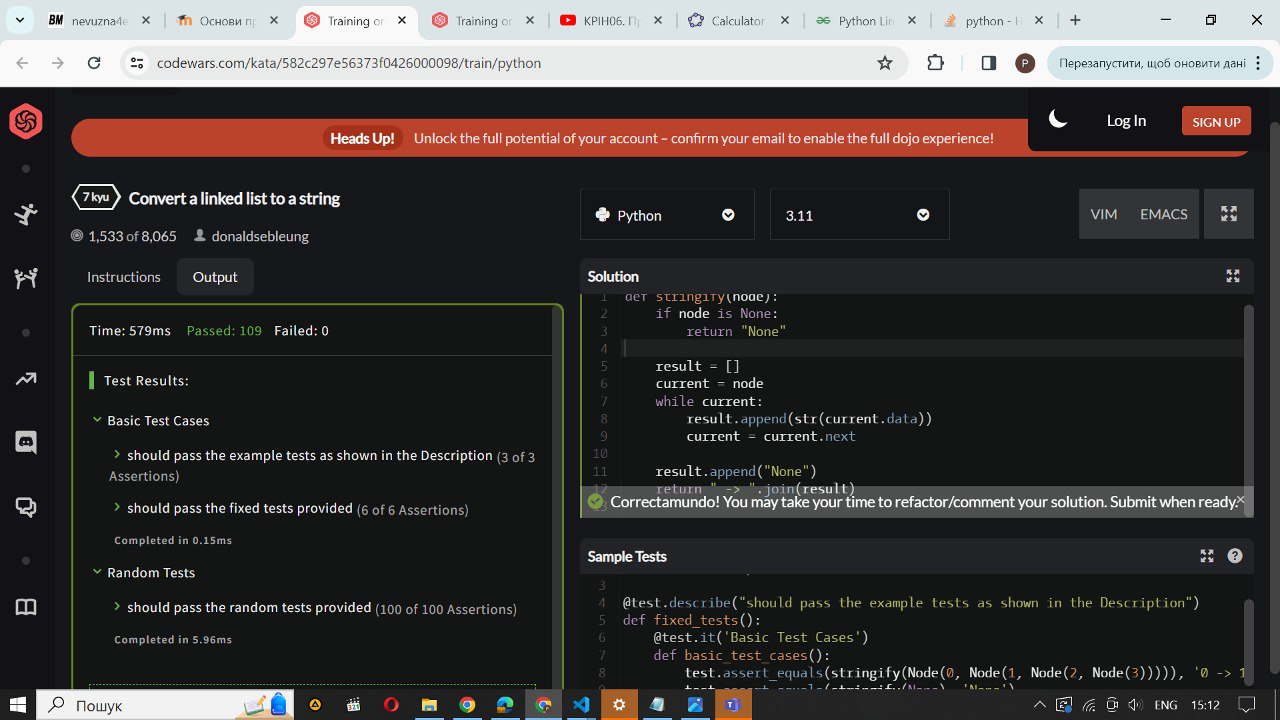 nevuzna4e
Основи пр
Training or
Training or
КРІН06. Пр
Calculator
Python Line
python - H
codewars.com/kata/582c297e56373f0426000098/train/python
P
Перезапустити, щоб оновити дані
Heads Up! Unlock the full potential of your account – confirm your email to enable the full dojo experience!
Log In
SIGN UP
7 kyu Convert a linked list to a string
1,533 of 8,065 donaldsebleung
Python
3.11
VIM EMACS
Instructions Output
Time: 579ms Passed: 109 Failed: 0
Test Results:
Basic Test Cases
should pass the example tests as shown in the Description (3 of 3
Assertions)
should pass the fixed tests provided (6 of 6 Assertions)
Completed in 0.15ms
Random Tests
should pass the random tests provided (100 of 100 Assertions)
Completed in 5.96ms
Solution
1 def stringify(node):
2 if node is None:
3 return "None"
4
5 result = []
6 current = node
7 while current:
8 result.append(str(current.data))
9 current = current.next
10
11 result.append("None")
12 return " -> ".join(result)
Correctamundo! You may take your time to refactor/comment your solution. Submit when ready.
Sample Tests
3
4 @test.describe("should pass the example tests as shown in the Description")
5 def fixed_tests():
6 @test.it('Basic Test Cases')
7 def basic_test_cases():
8 test.assert_equals(stringify(Node(0, Node(1, Node(2, Node(3))))), '0 -> 1
Пошук
ENG 15:12